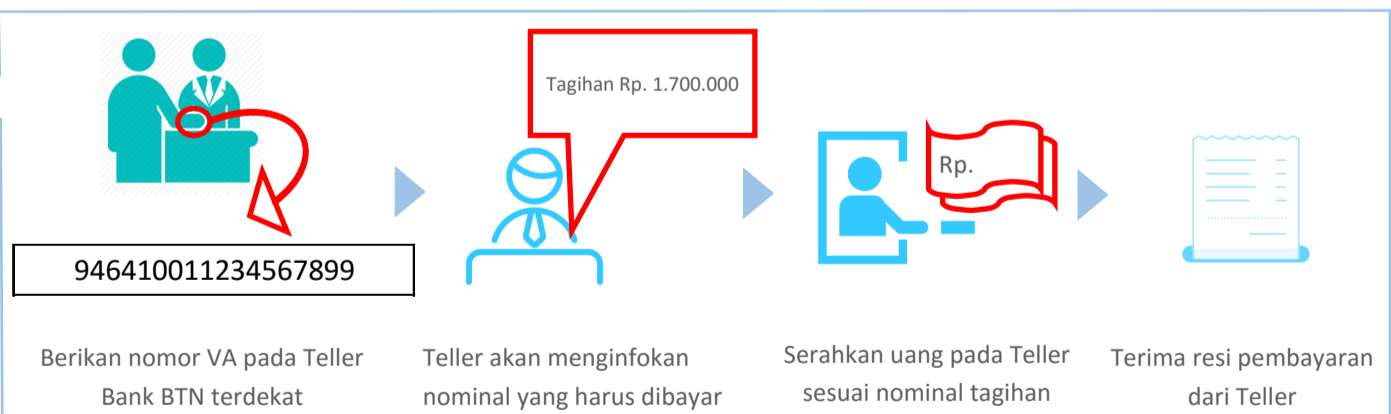 Tagihan Rp. 1.700.000
Rp.
946410011234567899
Berikan nomor VA pada Teller
Bank BTN terdekat
Teller akan menginfokan
nominal yang harus dibayar
Serahkan uang pada Teller
sesuai nominal tagihan
Terima resi pembayaran
dari Teller